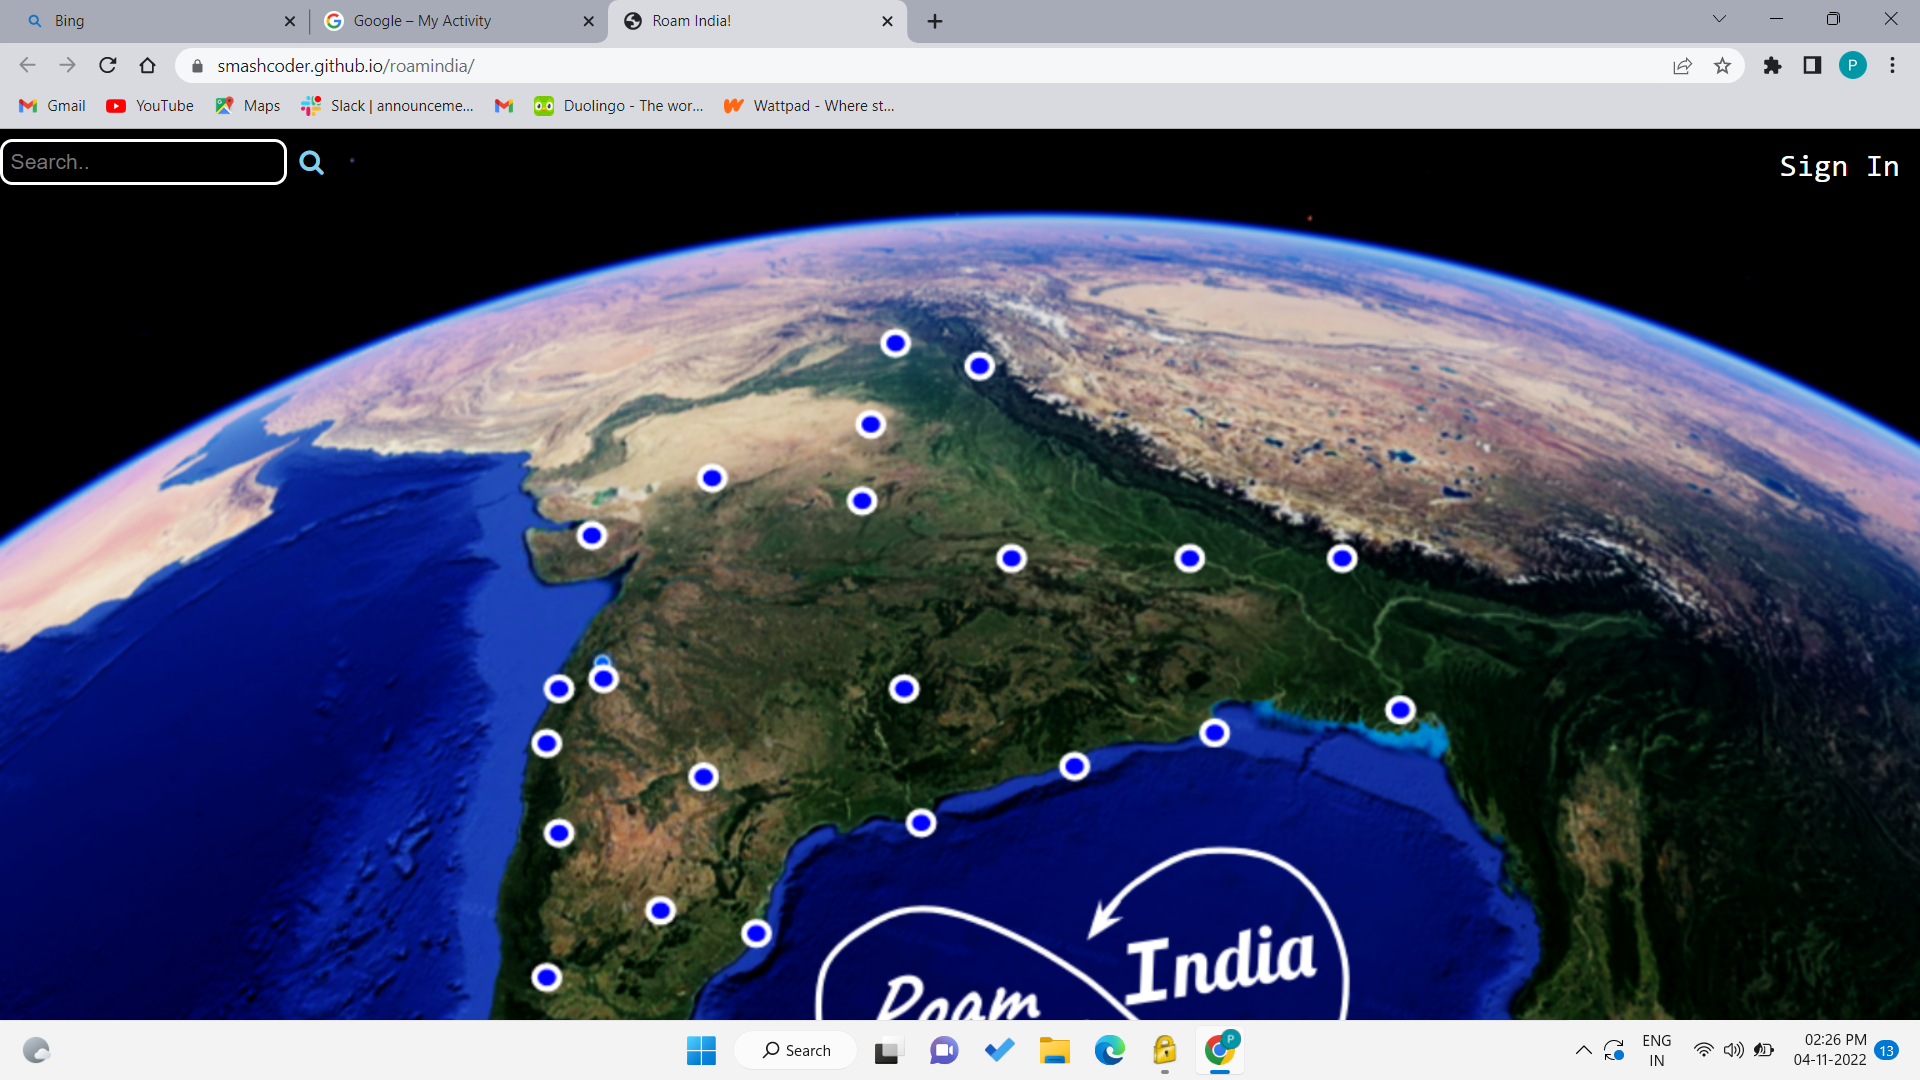 Bing
Google – My Activity
Roam India!
smashcoder.github.io/roamindia/
P
Gmail
YouTube
Maps
Slack | announceme...
Duolingo - The wor...
Wattpad - Where st...
Search..
Sign In
India
Roam
Search
P
ENG
IN
02:26 PM
04-11-2022
13